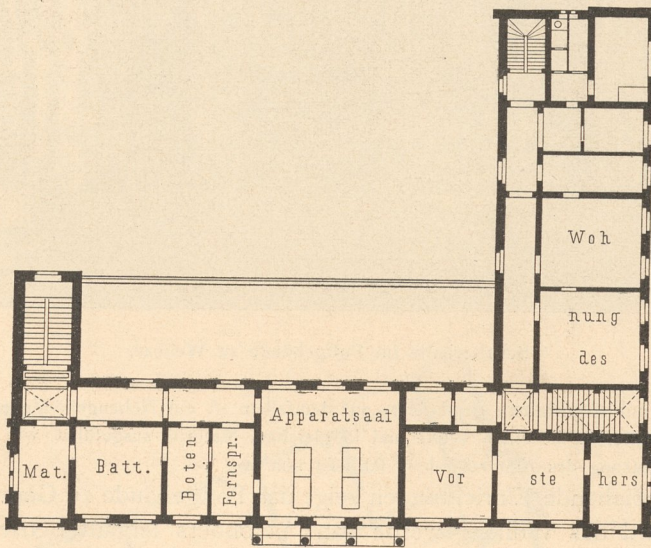 Woh
nung
des
Apparatsaal
Mat.
Batt.
Boten
Fernspr.
Vor
ste
hers